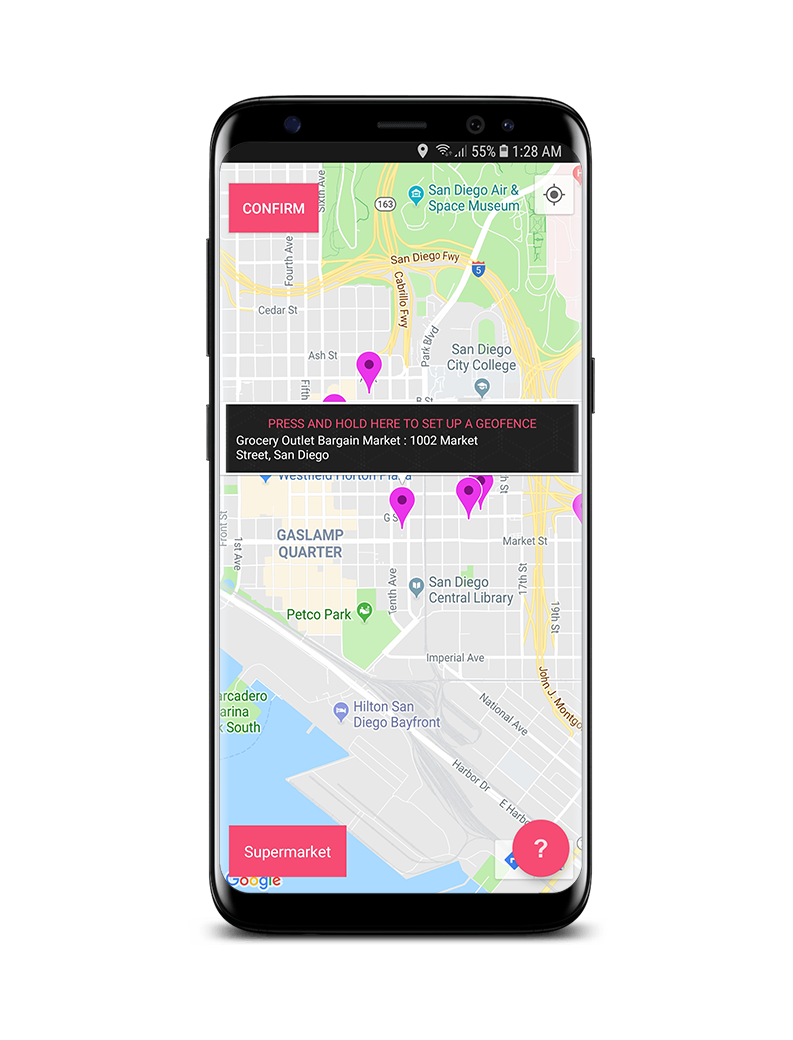 55% 1:28 AM
CONFIRM
Sixth Ave
163
San Diego Air &
Space Museum
Fourth Ave
San Diego Fwy
5
Cabrillo Fwy
Cedar St
Park Blvd
Ash St
San Diego
City College
Fifth
B St
PRESS AND HOLD HERE TO SET UP A GEOFENCE
Grocery Outlet Bargain Market : 1002 Market
Street, San Diego
Westfield Horton Plaza
G S
h St
Front St
1st Ave
GASLAMP
QUARTER
Market St
17th St
Tenth Ave
San Diego
Central Library
19th St
Petco Park
Imperial Ave
John J. Montgo
arcadero
arina
k South
Hilton San
Diego Bayfront
National Ave
Harbor Dr
E Harbo
Supermarket
?
Google